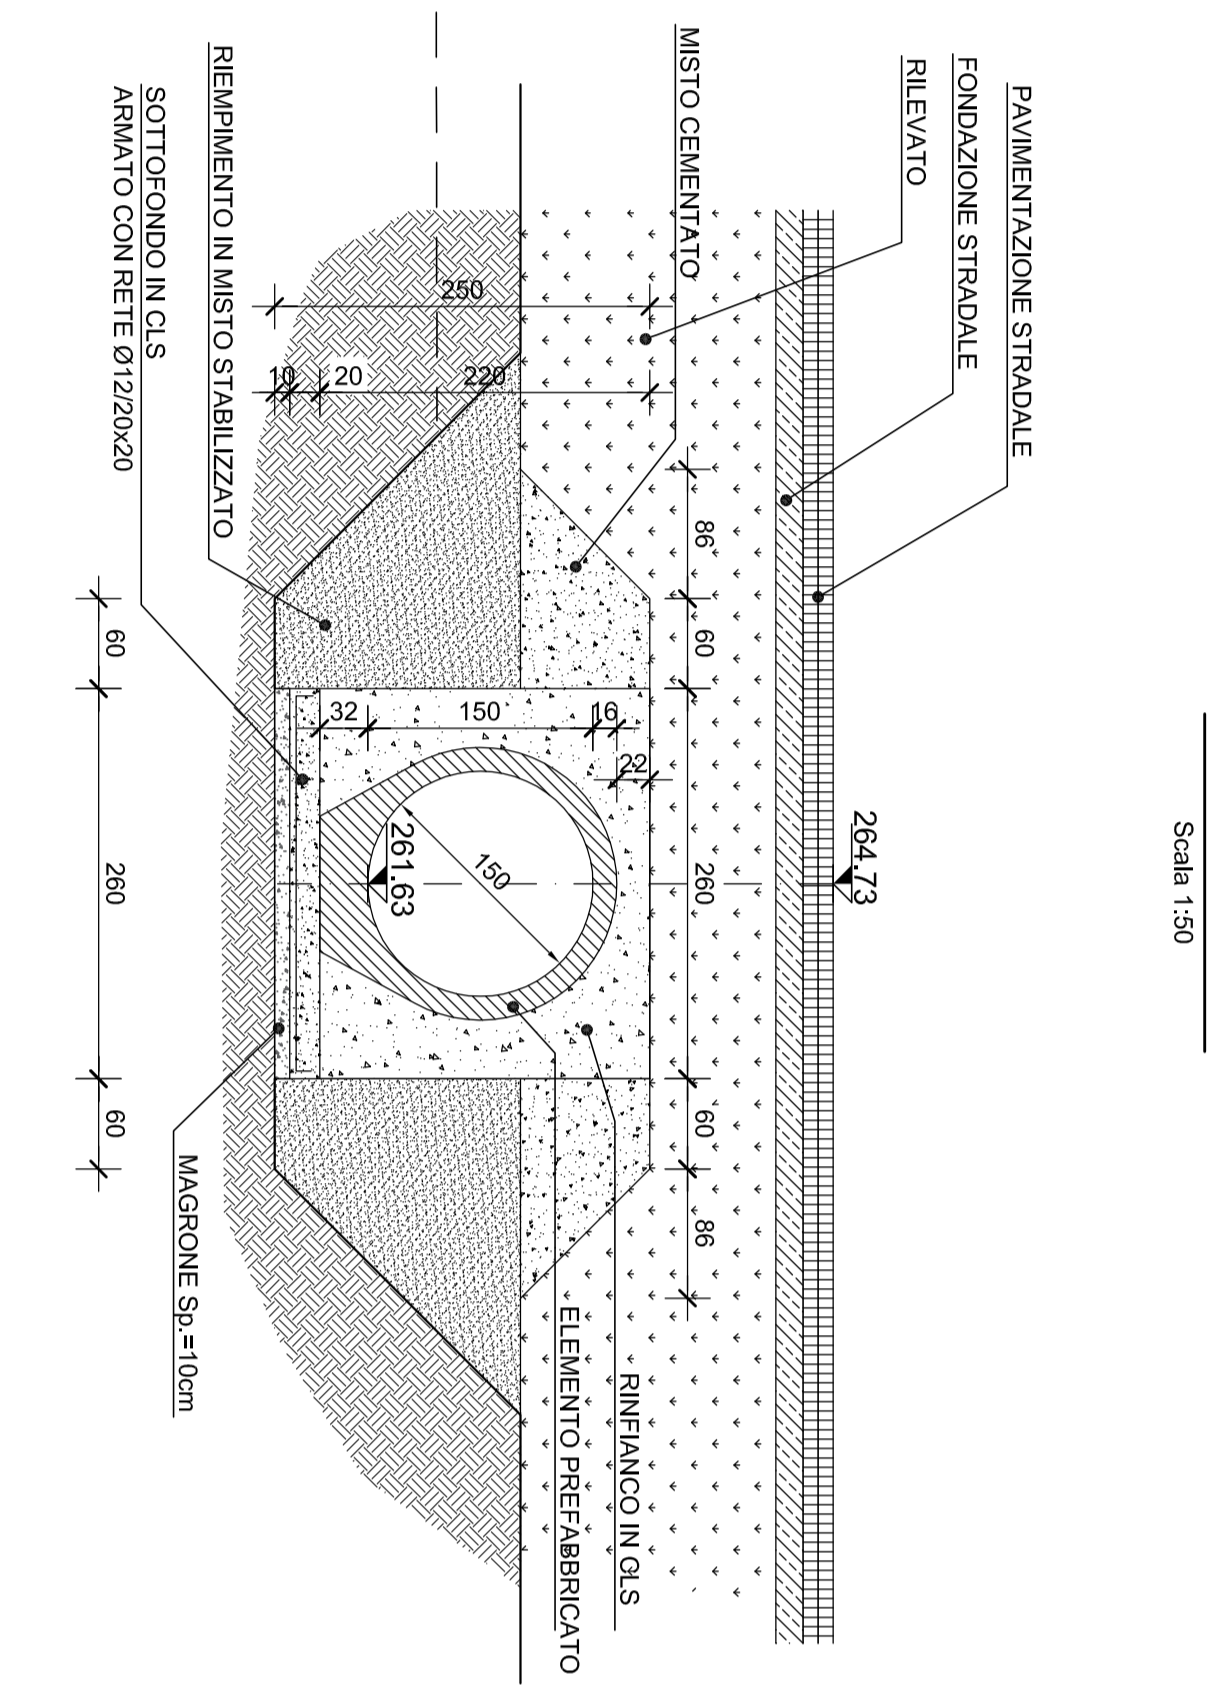 Scala 1:50
PAVIMENTAZIONE STRADALE
FONDAZIONE STRADALE
RILEVATO
MISTO CEMENTATO
264.73
86
60
260
60
86
22
16
150
32
150
261.63
250
220
20
10
RINFIANCO IN CLS
ELEMENTO PREFABBRICATO
RIEMPIMENTO IN MISTO STABILIZZATO
SOTTOFONDO IN CLS
ARMATO CON RETE Ø12/20x20
MAGRONE Sp.=10cm
60
260
60